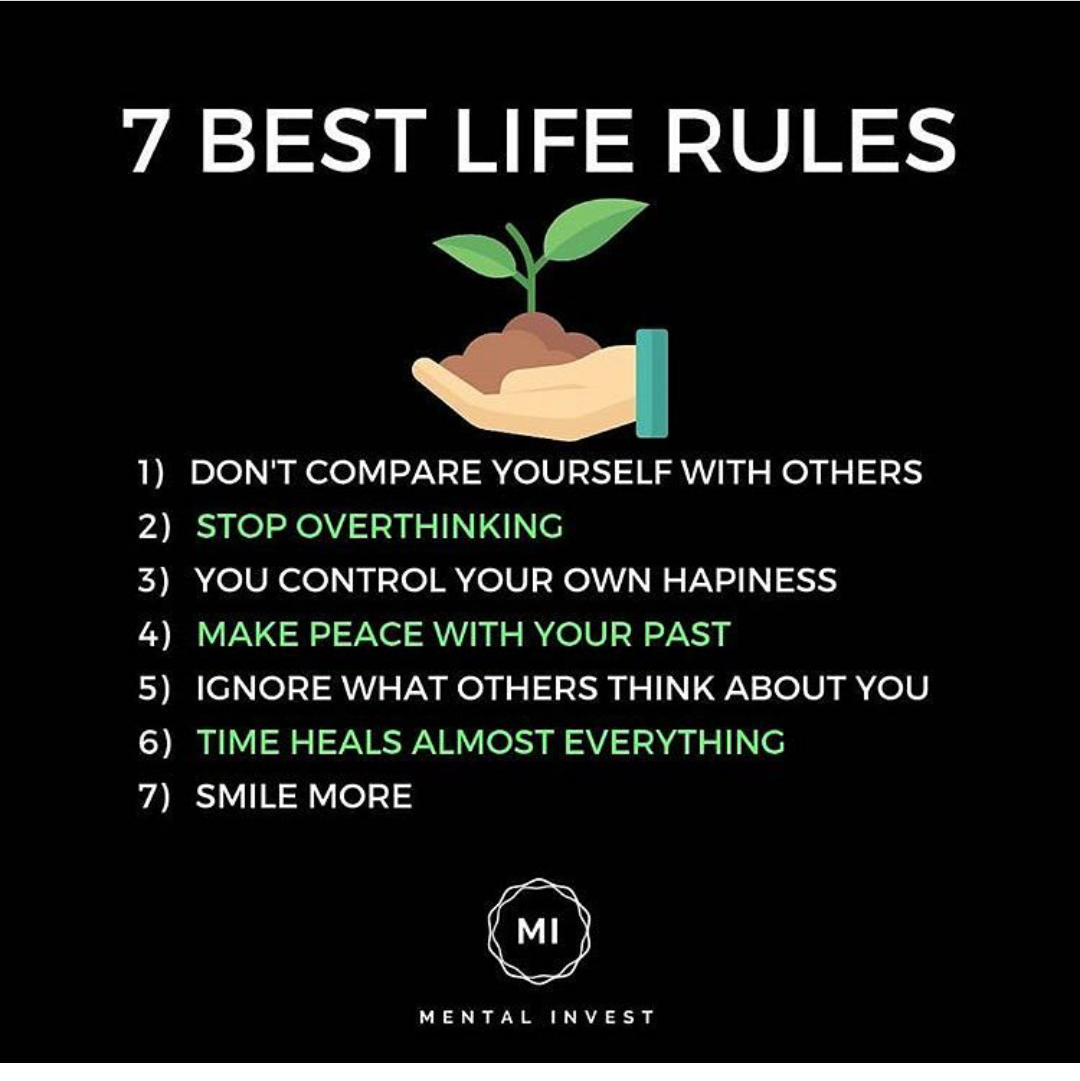 7 BEST LIFE RULES
1) DON'T COMPARE YOURSELF WITH OTHERS
2) STOP OVERTHINKING
3) YOU CONTROL YOUR OWN HAPINESS
4) MAKE PEACE WITH YOUR PAST
5) IGNORE WHAT OTHERS THINK ABOUT YOU
6) TIME HEALS ALMOST EVERYTHING
7) SMILE MORE
MI
MENTAL INVEST